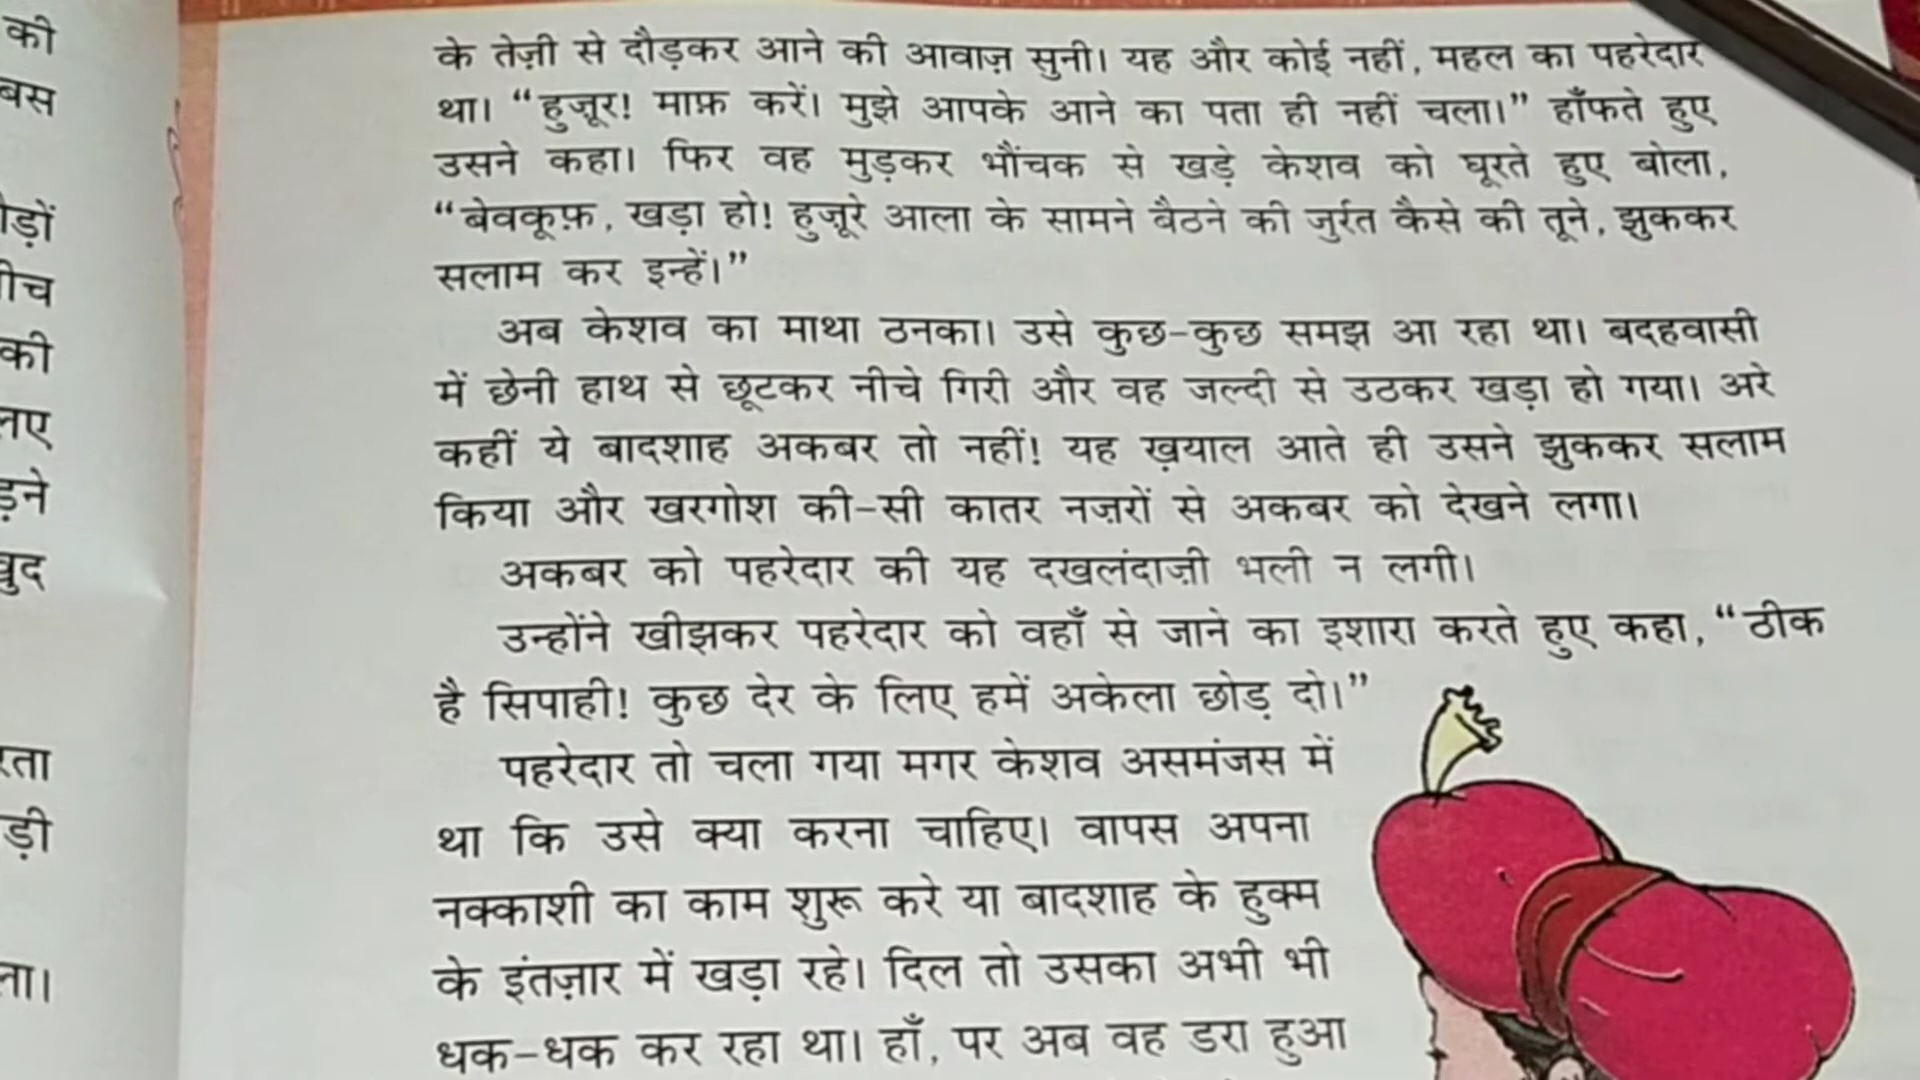 की
बस
ीच
की
लए
ड़ने
रता
ड़ी
के तेज़ी से दौड़कर आने की आवाज़ सुनी। यह और कोई नहीं, महल का पहरेदार
था। “हुज़ूर! माफ़ करें। मुझे आपके आने का पता ही नहीं चला।” हाँफते हुए
उसने कहा। फिर वह मुड़कर भौंचक से खड़े केशव को घूरते हुए बोला,
“बेवकूफ़, खड़ा हो! हुज़ूरे आला के सामने बैठने की जुर्रत कैसे की तूने, झुककर
सलाम कर इन्हें।”
अब केशव का माथा ठनका। उसे कुछ-कुछ समझ आ रहा था। बदहवासी
में छेनी हाथ से छूटकर नीचे गिरी और वह जल्दी से उठकर खड़ा हो गया। अरे
कहीं ये बादशाह अकबर तो नहीं! यह ख़याल आते ही उसने झुककर सलाम
किया और खरगोश की-सी कातर नज़रों से अकबर को देखने लगा।
अकबर को पहरेदार की यह दखलंदाज़ी भली न लगी।
उन्होंने खीझकर पहरेदार को वहाँ से जाने का इशारा करते हुए कहा, “ठीक
है सिपाही! कुछ देर के लिए हमें अकेला छोड़ दो।”
पहरेदार तो चला गया मगर केशव असमंजस में
था कि उसे क्या करना चाहिए। वापस अपना
नक्काशी का काम शुरू करे या बादशाह के हुक्म
के इंतज़ार में खड़ा रहे। दिल तो उसका अभी भी
धक-धक कर रहा था। हाँ, पर अब वह डरा हुआ